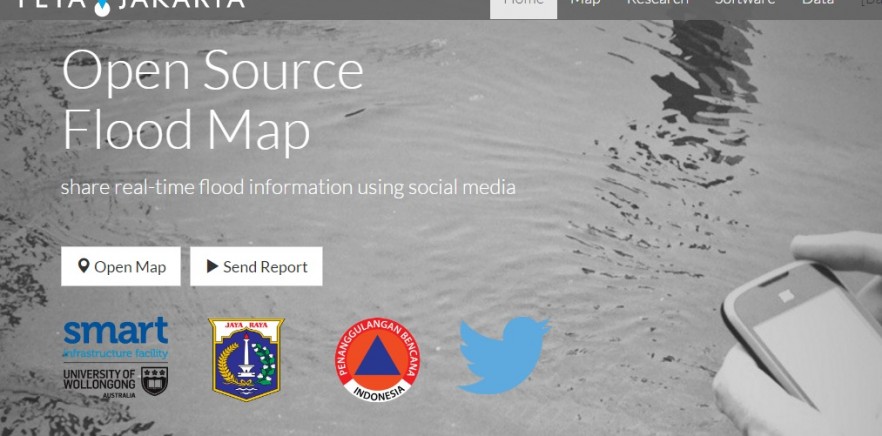 PETA JAKARTA
Home Map Research Software Data
Open Source
Flood Map
share real-time flood information using social media
Open Map Send Report
smart
infrastructure facility
UNIVERSITY OF
WOLLONGONG
AUSTRALIA
JAYA RAYA
PENANGGULANGAN BENCANA
INDONESIA